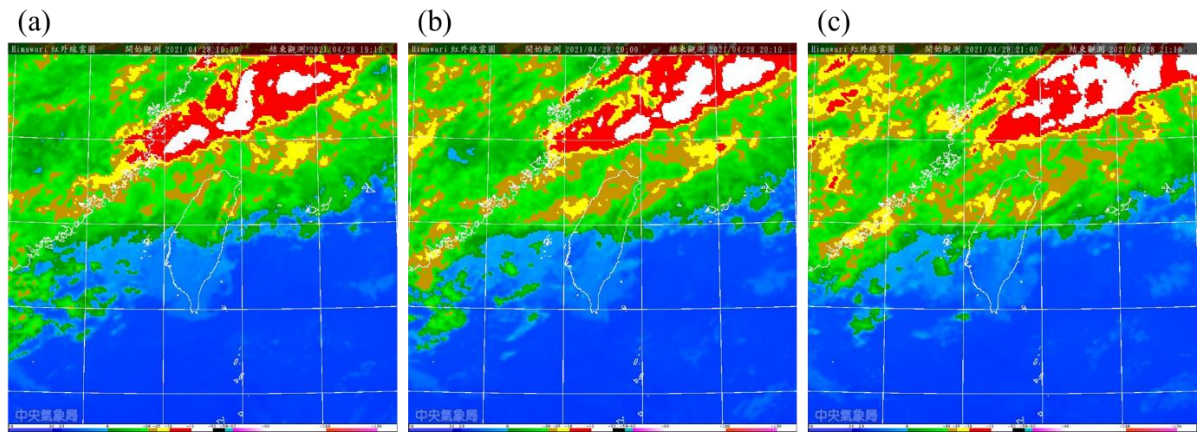 (a)
Himawari 紅外線雲圖 開始觀測 2021/04/28 19:00 結束觀測 2021/04/28 19:10
中央氣象局
(b)
Himawari 紅外線雲圖 開始觀測 2021/04/28 20:00 結束觀測 2021/04/28 20:10
中央氣象局
(c)
Himawari 紅外線雲圖 開始觀測 2021/04/28 21:00 結束觀測 2021/04/28 21:10
中央氣象局